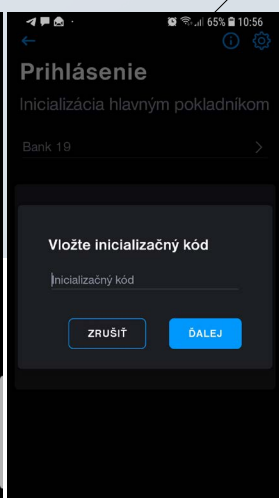 65% 10:56
Prihlásenie
Inicializácia hlavným pokladníkom
Bank 19
Vložte inicializačný kód
Inicializačný kód
ZRUŠIŤ ĎALEJ